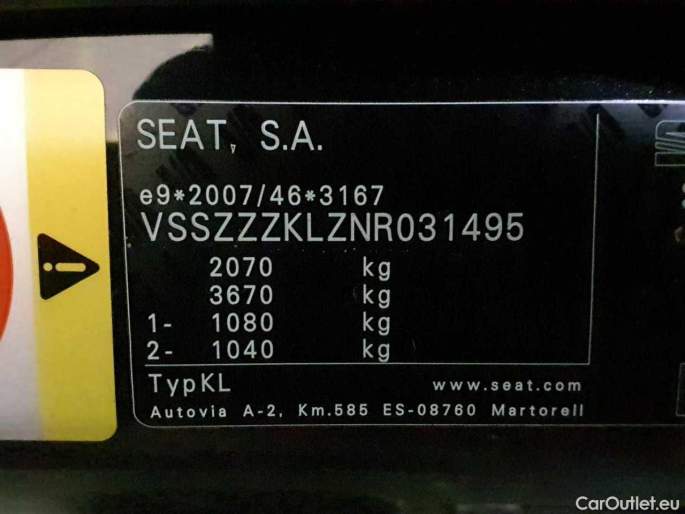 SEAT, S.A.
e9*2007/46*3167
VSSZZZKLZNR031495
2070 kg
3670 kg
1- 1080 kg
2- 1040 kg
TypKL www.seat.com
Autovia A-2, Km.585 ES-08760 Martorell
CarOutlet.eu